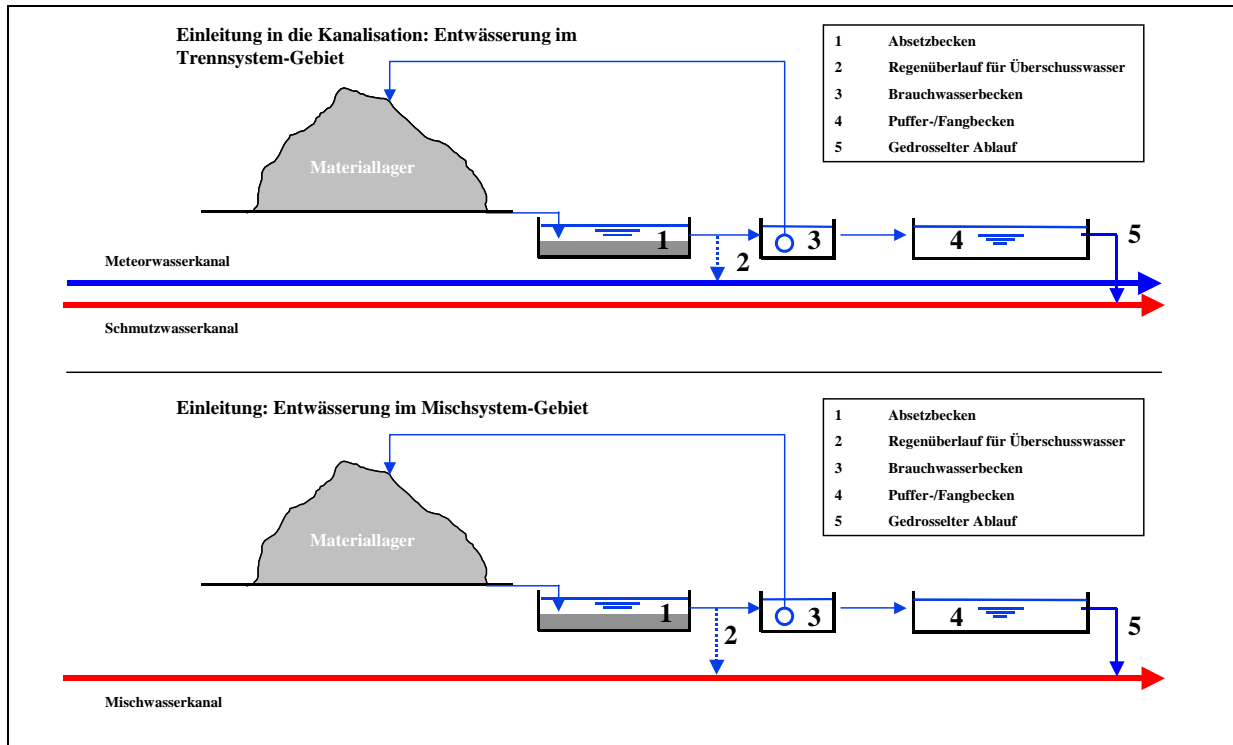 Einleitung in die Kanalisation: Entwässerung im
Trennsystem-Gebiet
1 Absetzbecken
2 Regenüberlauf für Überschusswasser
3 Brauchwasserbecken
4 Puffer-/Fangbecken
5 Gedrosselter Ablauf
Materiallager
1
2
3
4
5
Meteorwasserkanal
Schmutzwasserkanal
Einleitung: Entwässerung im Mischsystem-Gebiet
1 Absetzbecken
2 Regenüberlauf für Überschusswasser
3 Brauchwasserbecken
4 Puffer-/Fangbecken
5 Gedrosselter Ablauf
Materiallager
1
2
3
4
5
Mischwasserkanal